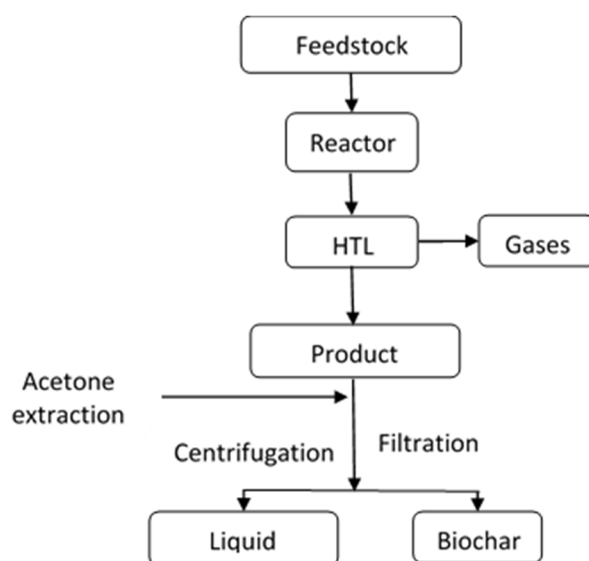 Feedstock
Reactor
HTL
Gases
Product
Acetone
extraction
Centrifugation
Filtration
Liquid
Biochar